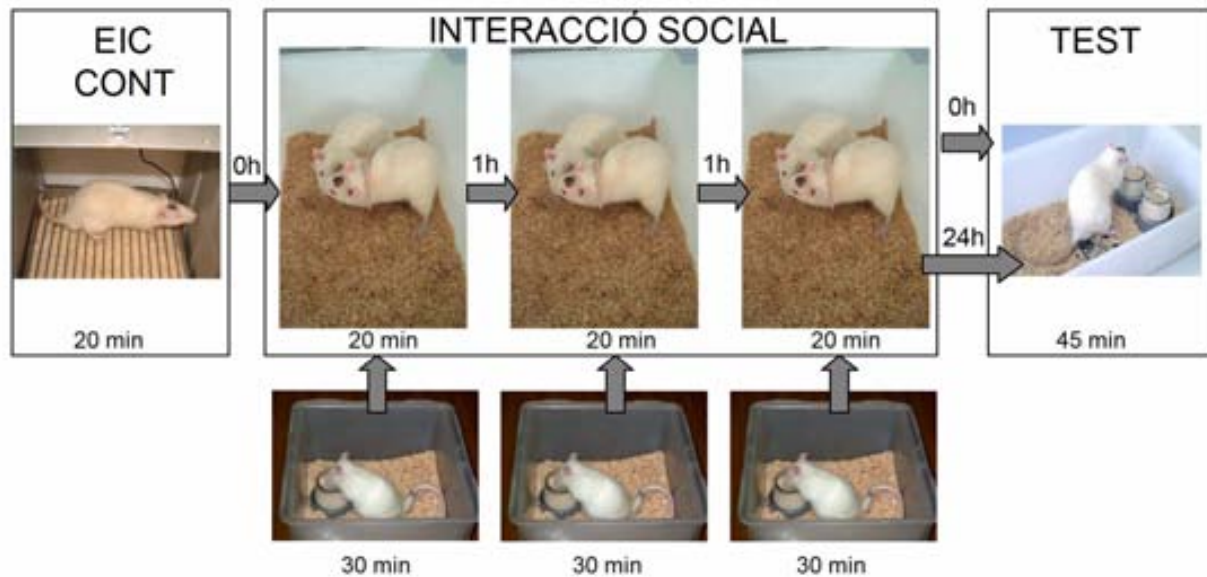 EIC
CONT
INTERACCIÓ SOCIAL
TEST
0h
1h
1h
0h
24h
20 min
20 min
20 min
20 min
45 min
30 min
30 min
30 min